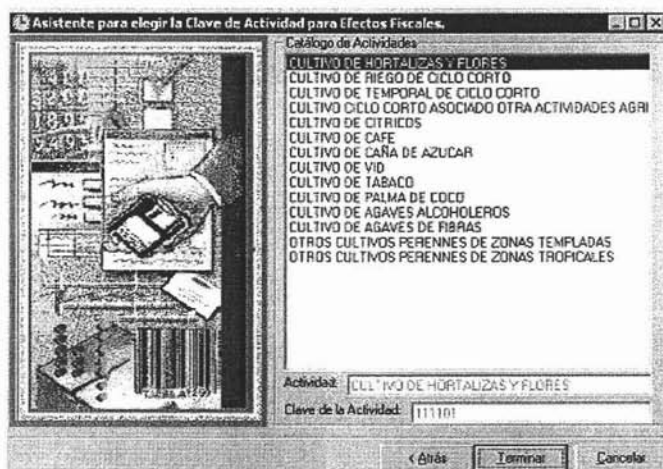 Asistente para elegir la Clave de Actividad para Efectos Fiscales.
Catálogo de Actividades
CULTIVO DE HORTALIZAS Y FLORES
CULTIVO DE RIEGO DE CICLO CORTO
CULTIVO DE TEMPORAL DE CICLO CORTO
CULTIVO CICLO CORTO ASOCIADO OTRA ACTIVIDADES AGRI
CULTIVO DE CITRICOS
CULTIVO DE CAFE
CULTIVO DE CAÑA DE AZUCAR
CULTIVO DE VID
CULTIVO DE TABACO
CULTIVO DE PALMA DE COCO
CULTIVO DE AGAVES ALCOHOLEROS
CULTIVO DE AGAVES DE FIBRAS
OTROS CULTIVOS PERENNES DE ZONAS TEMPLADAS
OTROS CULTIVOS PERENNES DE ZONAS TROPICALES
Actividad: CULTIVO DE HORTALIZAS Y FLORES
Clave de la Actividad: 111101
< Atrás Terminar Cancelar